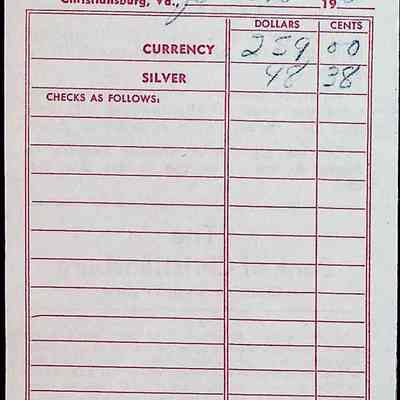 Christiansburg, Va., 19
DOLLARS CENTS
CURRENCY 259 00
SILVER 48 38
CHECKS AS FOLLOWS: